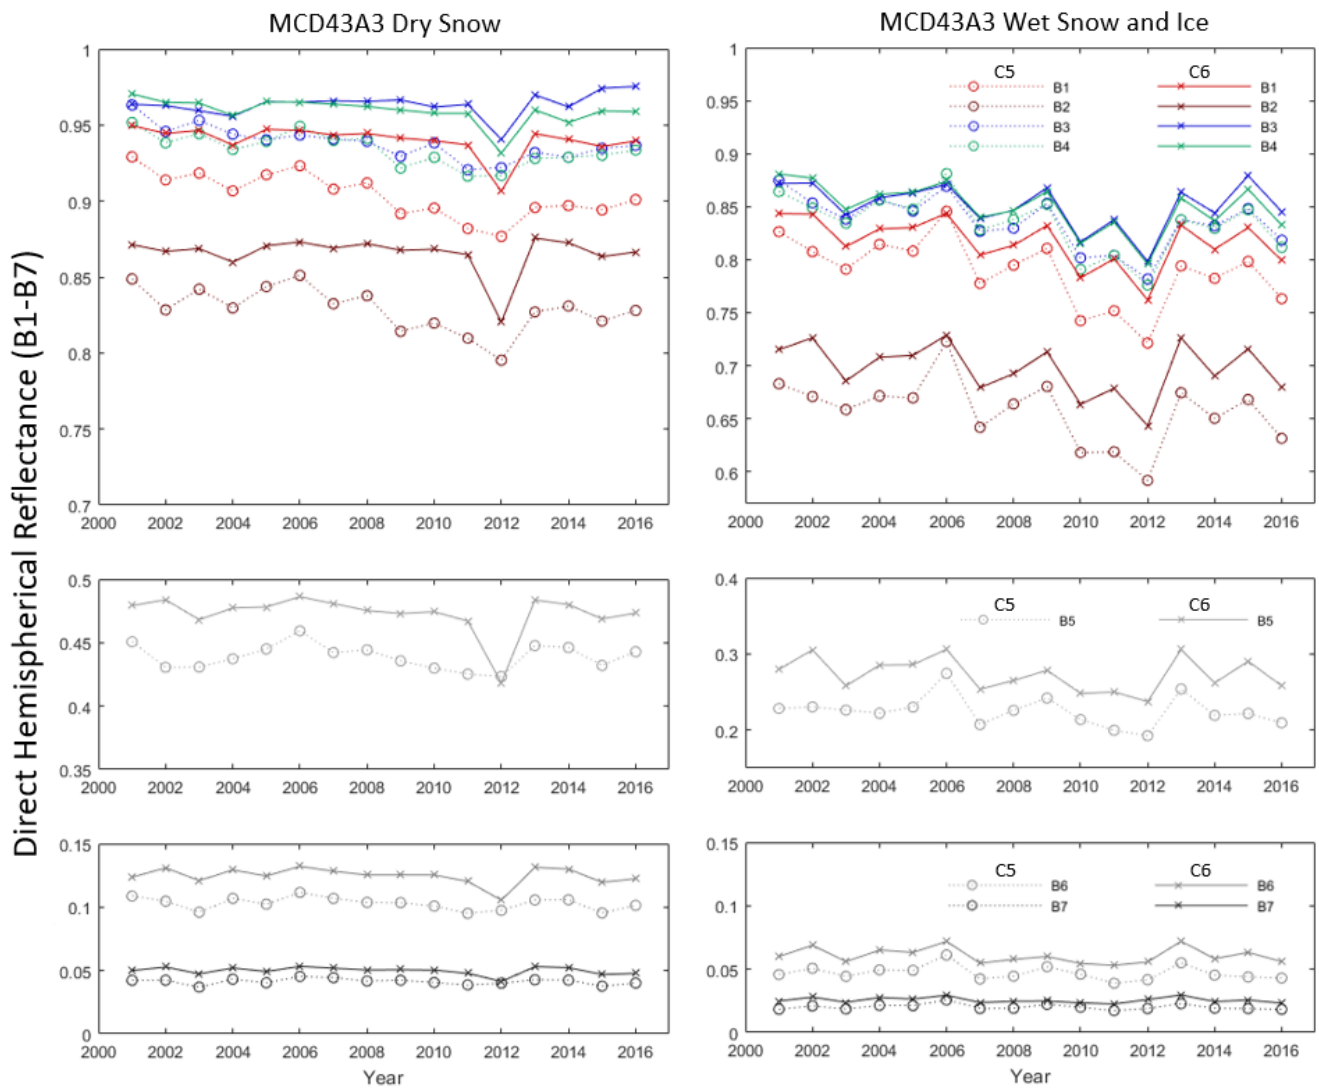 MCD43A3 Dry Snow
MCD43A3 Wet Snow and Ice
Direct Hemispherical Reflectance (B1-B7)
1
0.95
0.9
0.85
0.8
0.75
0.7
2000 2002 2004 2006 2008 2010 2012 2014 2016
1
0.95
0.9
0.85
0.8
0.75
0.7
0.65
0.6
2000 2002 2004 2006 2008 2010 2012 2014 2016
C5 C6
B1 B1
B2 B2
B3 B3
B4 B4
0.5
0.45
0.4
0.35
2000 2002 2004 2006 2008 2010 2012 2014 2016
0.4
0.3
0.2
2000 2002 2004 2006 2008 2010 2012 2014 2016
C5 C6
B5 B5
0.15
0.1
0.05
0
2000 2002 2004 2006 2008 2010 2012 2014 2016
Year
0.15
0.1
0.05
0
2000 2002 2004 2006 2008 2010 2012 2014 2016
C5 C6
B6 B6
B7 B7
Year